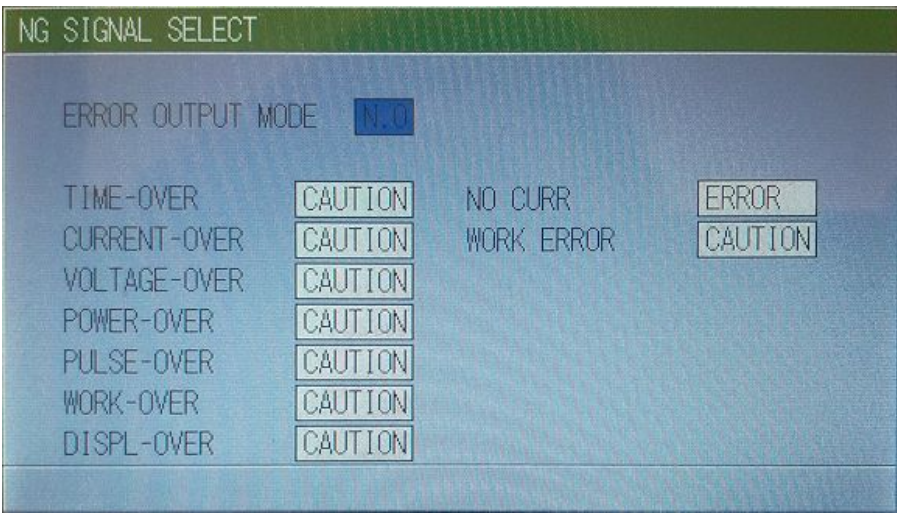 NG SIGNAL SELECT
ERROR OUTPUT MODE N.O
TIME-OVER CAUTION NO CURR ERROR
CURRENT-OVER CAUTION WORK ERROR CAUTION
VOLTAGE-OVER CAUTION
POWER-OVER CAUTION
PULSE-OVER CAUTION
WORK-OVER CAUTION
DISPL-OVER CAUTION